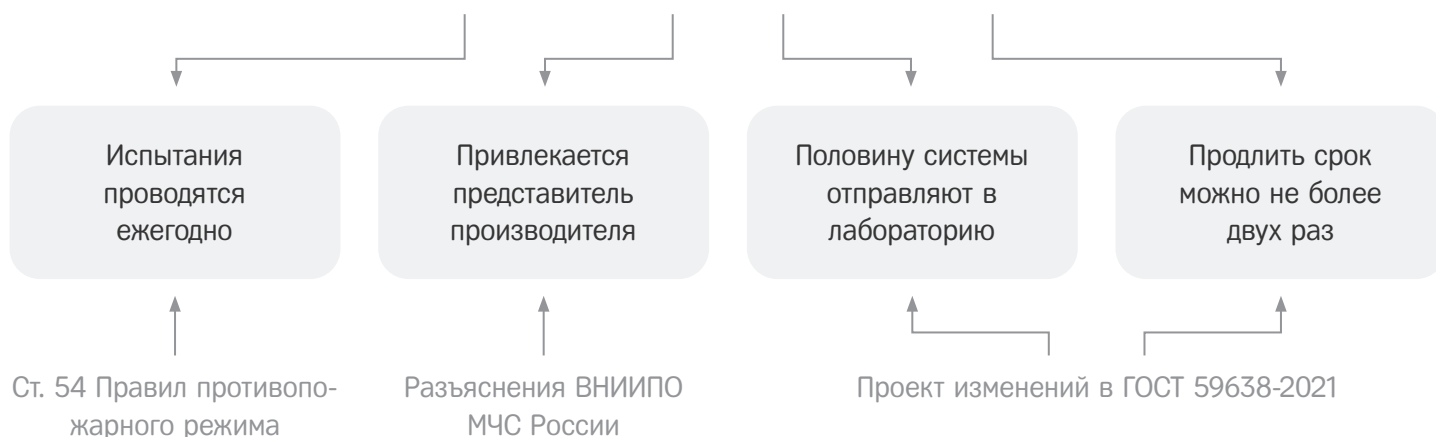 Испытания
проводятся
ежегодно
Привлекается
представитель
производителя
Половину системы
отправляют в
лабораторию
Продлить срок
можно не более
двух раз
Ст. 54 Правил противопо-
жарного режима
Разъяснения ВНИИПО
МЧС России
Проект изменений в ГОСТ 59638-2021